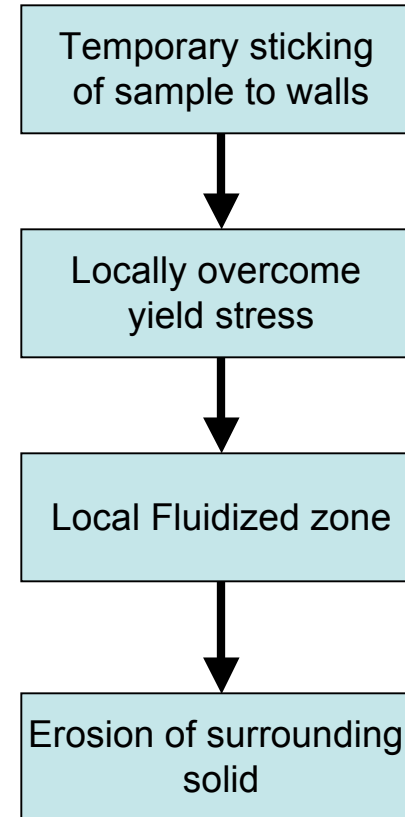 Temporary sticking
of sample to walls
Locally overcome
yield stress
Local Fluidized zone
Erosion of surrounding
solid